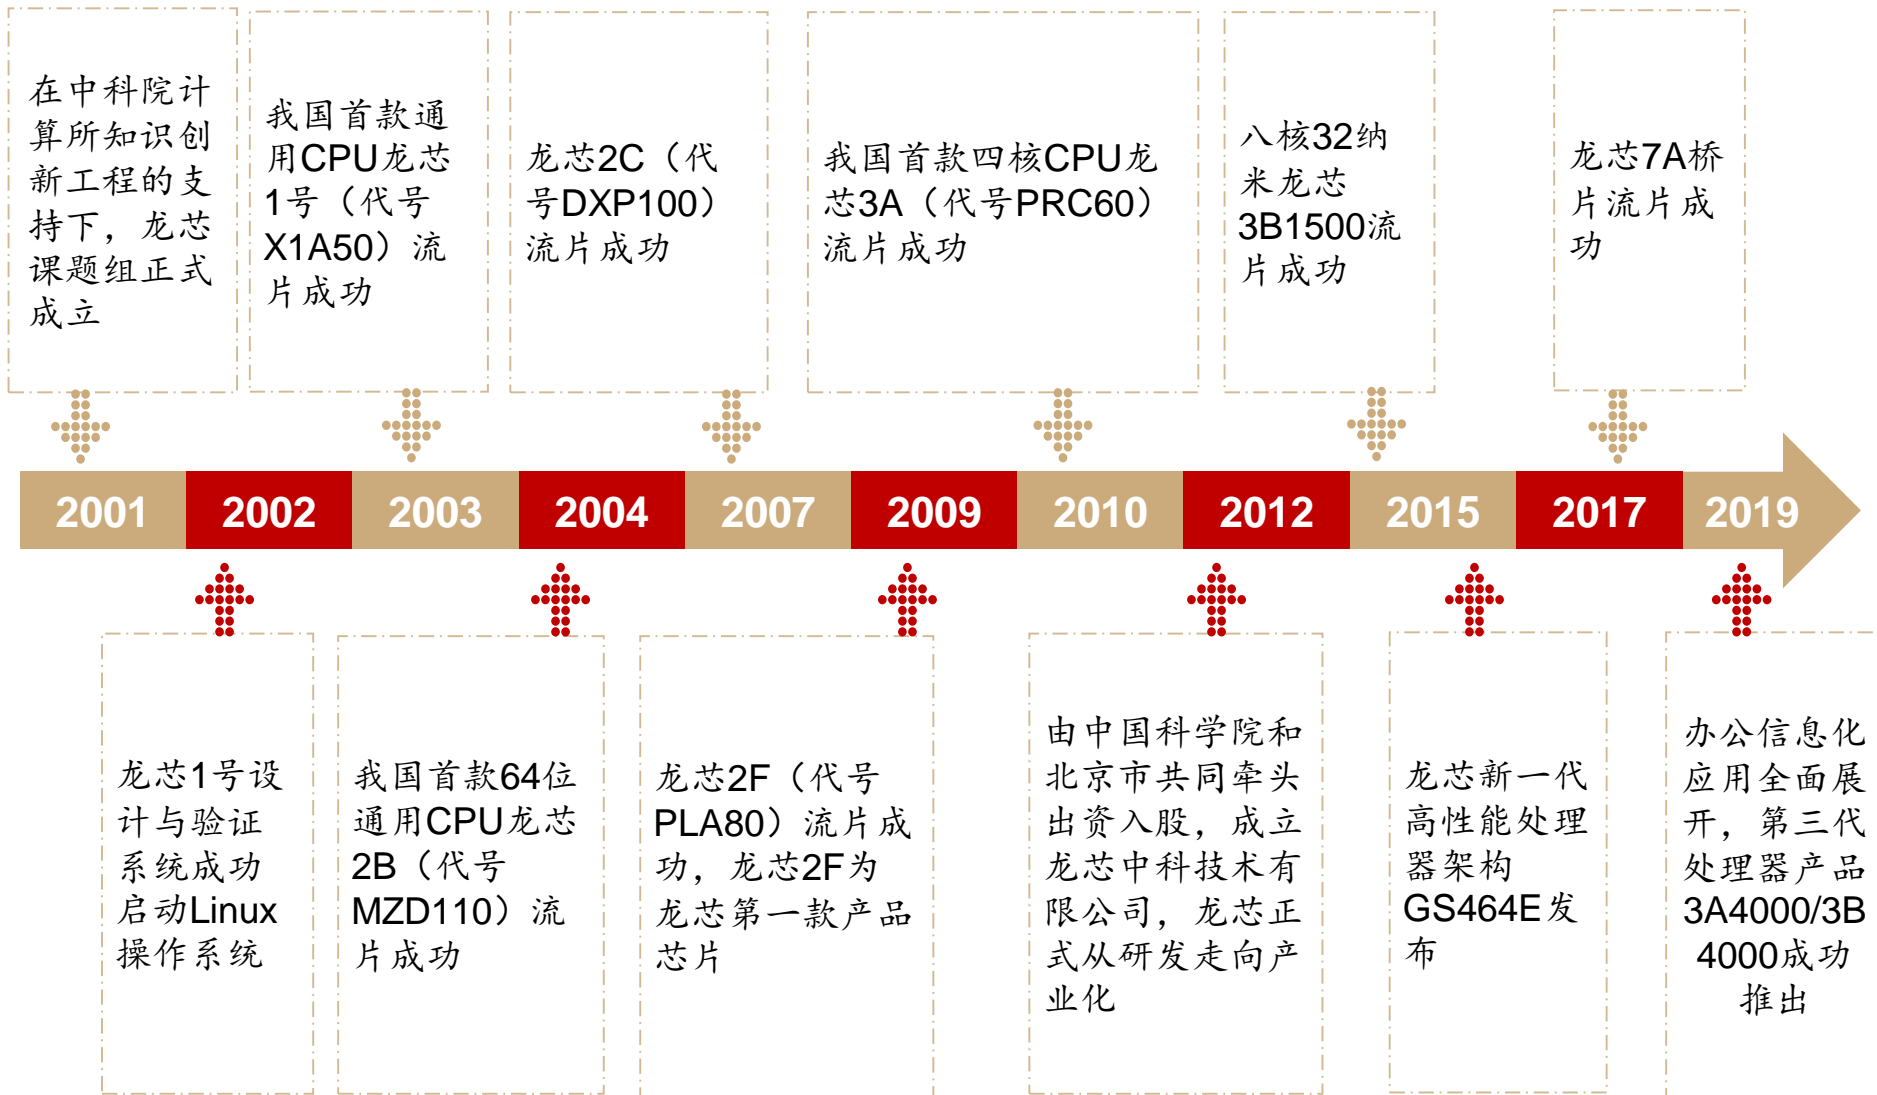 在中科院计
算所知识创
新工程的支
持下，龙芯
课题组正式
成立
我国首款通
用CPU龙芯
1号（代号
X1A50）流
片成功
龙芯2C（代
号DXP100）
流片成功
我国首款四核CPU龙
芯3A（代号PRC60）
流片成功
八核32纳
米龙芯
3B1500流
片成功
龙芯7A桥
片流片成
功
2001
2002
2003
2004
2007
2009
2010
2012
2015
2017
2019
龙芯1号设
计与验证
系统成功
启动Linux
操作系统
我国首款64位
通用CPU龙芯
2B（代号
MZD110）流
片成功
龙芯2F（代号
PLA80）流片成
功，龙芯2F为
龙芯第一款产品
芯片
由中国科学院和
北京市共同牵头
出资入股，成立
龙芯中科技术有
限公司，龙芯正
式从研发走向产
业化
龙芯新一代
高性能处理
器架构
GS464E发
布
办公信息化
应用全面展
开，第三代
处理器产品
3A4000/3B
4000成功
推出